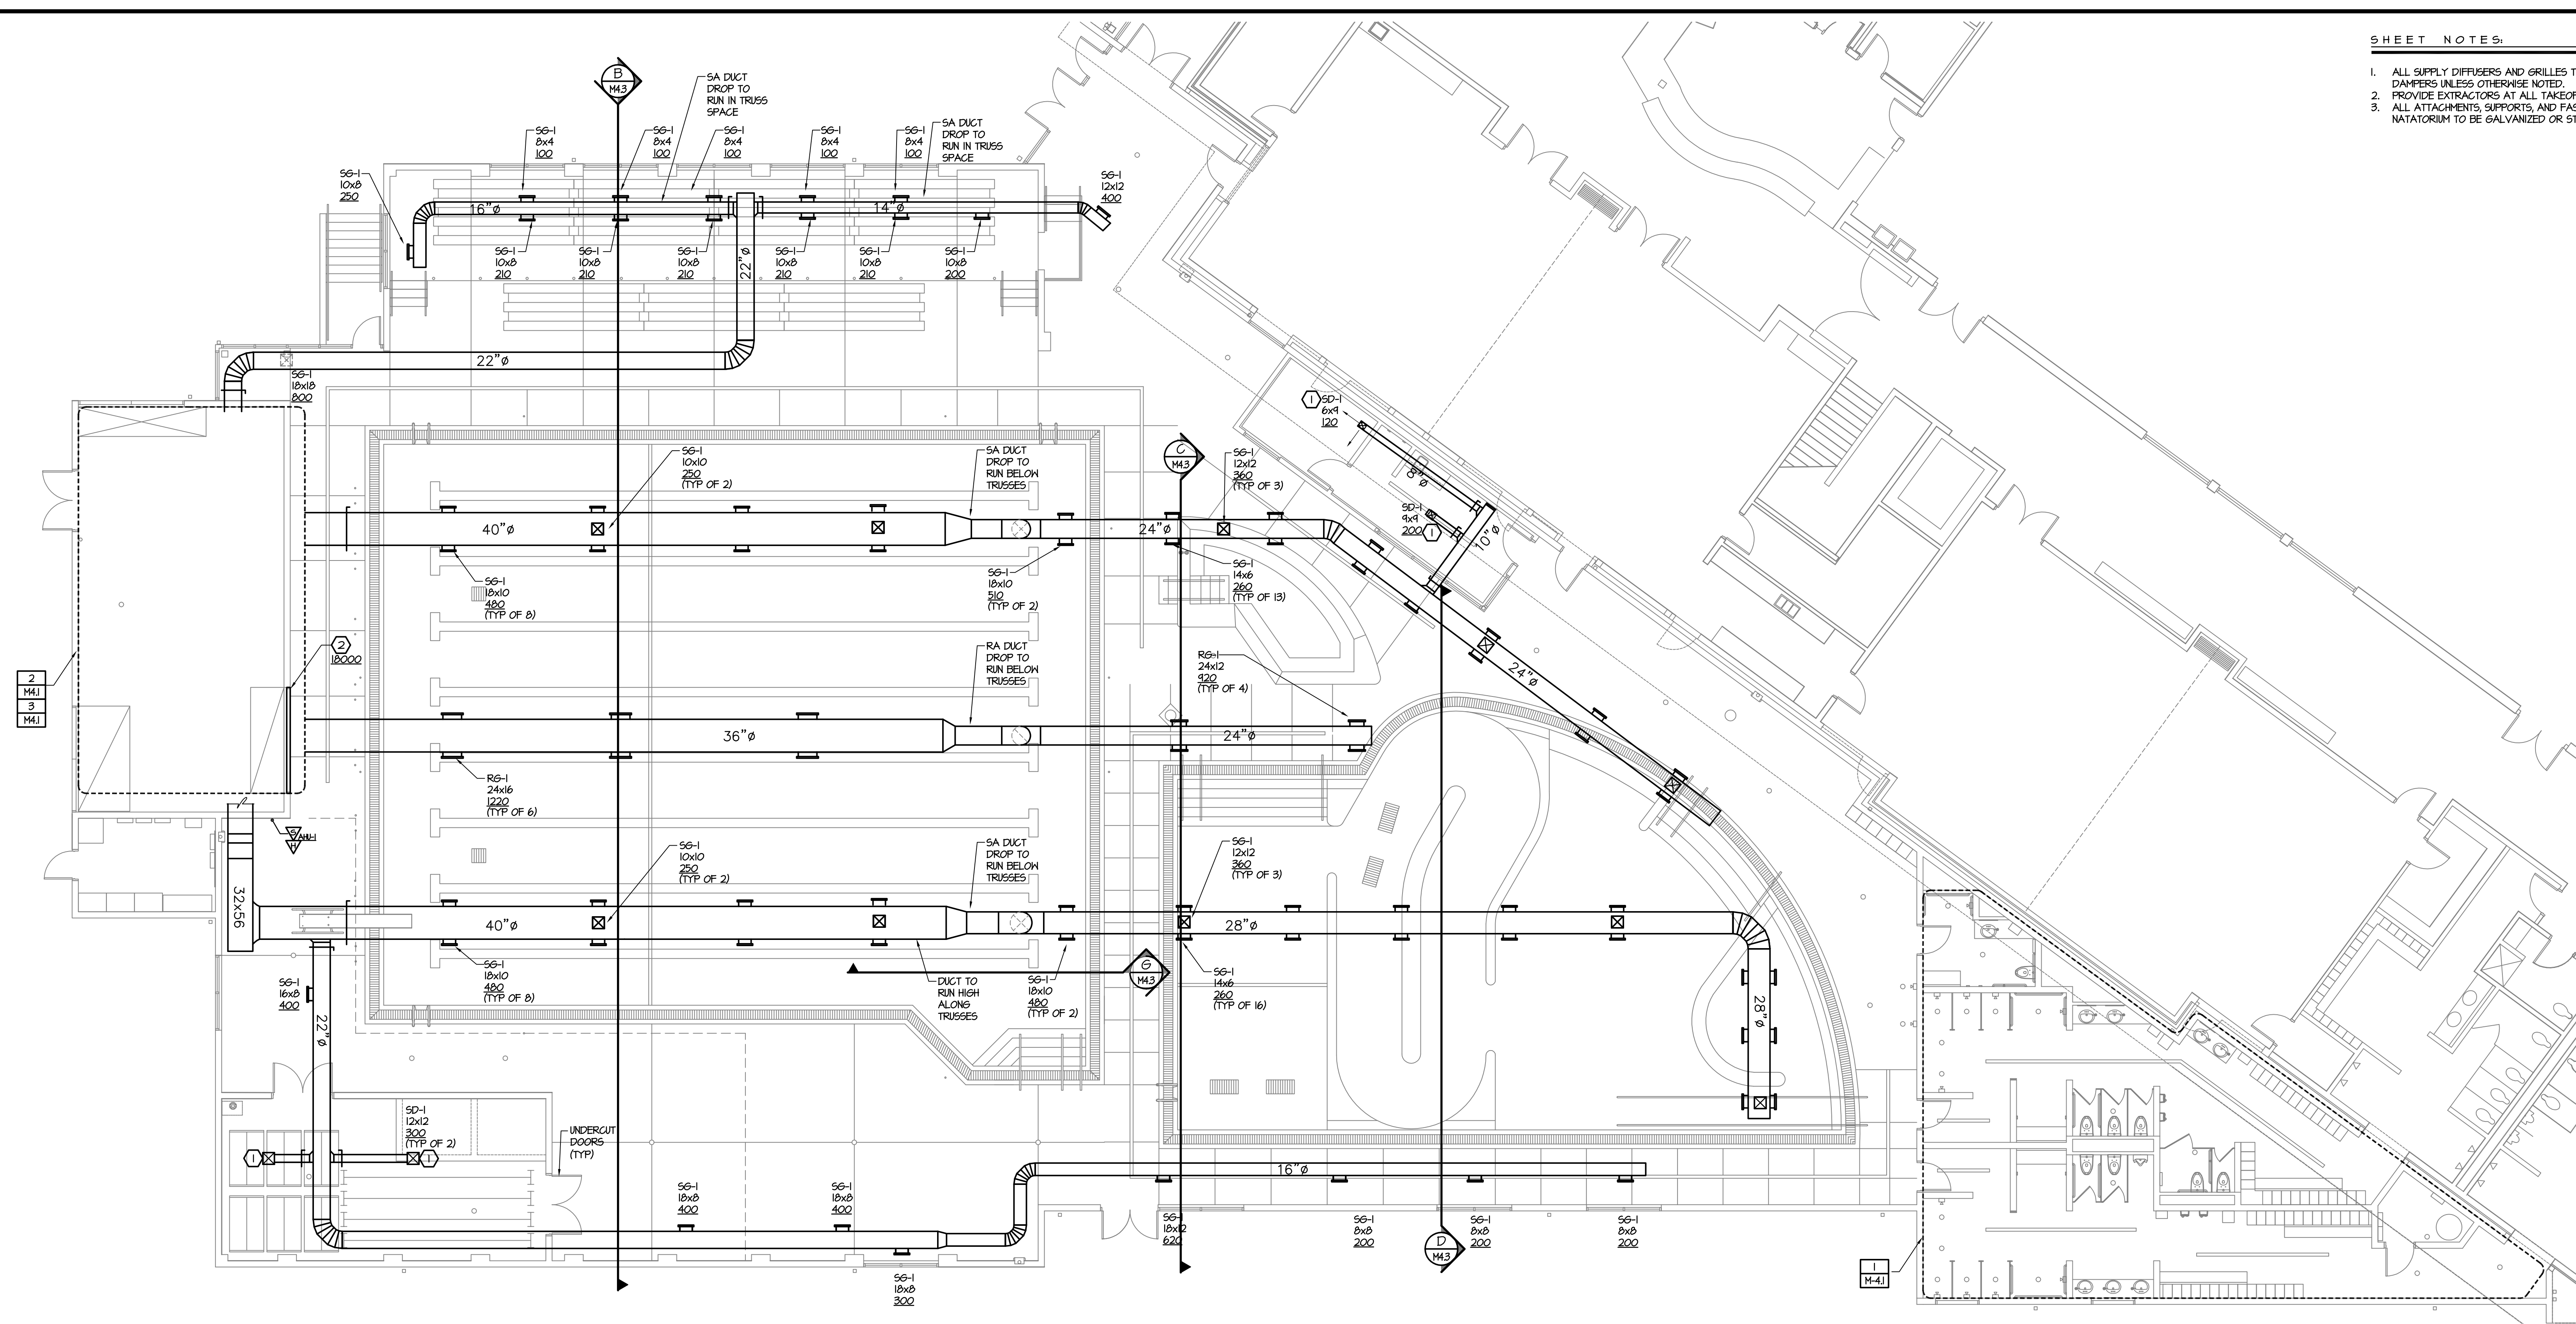 SHEET NOTES:
1. ALL SUPPLY DIFFUSERS AND GRILLES T
DAMPERS UNLESS OTHERWISE NOTED.
2. PROVIDE EXTRACTORS AT ALL TAKEOF
3. ALL ATTACHMENTS, SUPPORTS, AND FAS
NATATORIUM TO BE GALVANIZED OR ST
B
M4.3
SA DUCT
DROP TO
RUN IN TRUSS
SPACE
SA DUCT
DROP TO
RUN IN TRUSS
SPACE
SG-1
8x4
100
SG-1
8x4
100
SG-1
8x4
100
SG-1
8x4
100
SG-1
8x4
100
SG-1
10x8
250
SG-1
12x12
400
16"ø
14"ø
SG-1
10x8
210
SG-1
10x8
210
SG-1
10x8
210
SG-1
10x8
210
SG-1
10x8
210
SG-1
10x8
200
22"ø
22"ø
SG-1
18x18
800
1
SD-1
6x9
120
8"ø
SD-1
9x9
200
1
10"ø
SG-1
10x10
250
(TYP OF 2)
SA DUCT
DROP TO
RUN BELOW
TRUSSES
C
M4.3
SG-1
12x12
360
(TYP OF 3)
40"ø
24"ø
SG-1
18x10
480
(TYP OF 8)
SG-1
18x10
510
(TYP OF 2)
SG-1
14x6
260
(TYP OF 13)
2
18000
RA DUCT
DROP TO
RUN BELOW
TRUSSES
RG-1
24x12
920
(TYP OF 4)
24"ø
2
M4.1
3
M4.1
36"ø
24"ø
RG-1
24x16
1220
(TYP OF 6)
S
H
AHU-1
SG-1
10x10
250
(TYP OF 2)
SA DUCT
DROP TO
RUN BELOW
TRUSSES
SG-1
12x12
360
(TYP OF 3)
32x56
40"ø
28"ø
SG-1
18x10
480
(TYP OF 8)
DUCT TO
RUN HIGH
ALONG
TRUSSES
SG-1
18x10
480
(TYP OF 2)
G
M4.3
SG-1
14x6
260
(TYP OF 16)
28"ø
SG-1
16x8
400
22"ø
SD-1
12x12
300
(TYP OF 2)
1
1
UNDERCUT
DOORS
(TYP)
16"ø
SG-1
18x8
400
SG-1
18x8
400
SG-1
18x12
620
SG-1
8x8
200
D
M4.3
SG-1
8x8
200
SG-1
8x8
200
SG-1
18x8
300
1
M-4.1